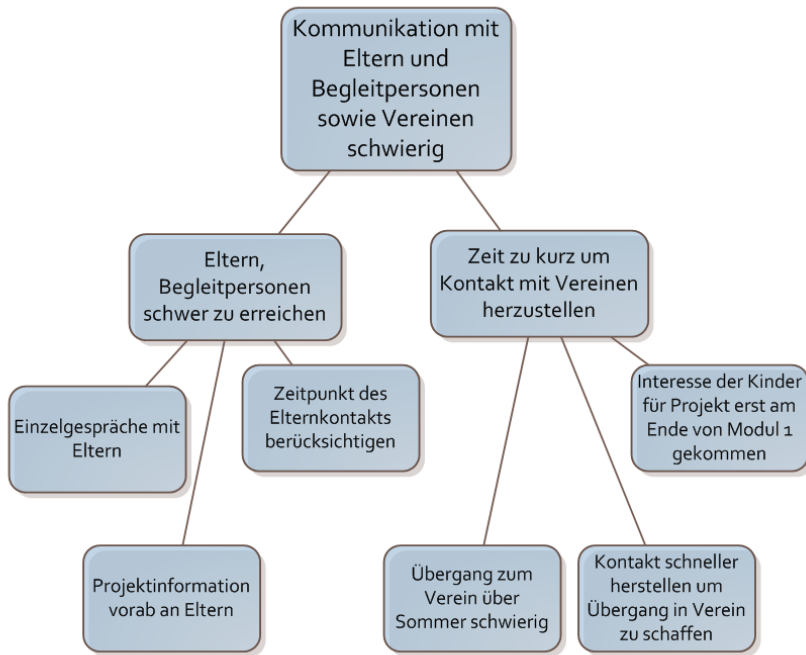 Kommunikation mit
Eltern und
Begleitpersonen
sowie Vereinen
schwierig
Eltern,
Begleitpersonen
schwer zu erreichen
Zeit zu kurz um
Kontakt mit Vereinen
herzustellen
Einzelgespräche mit
Eltern
Zeitpunkt des
Elternkontakts
berücksichtigen
Interesse der Kinder
für Projekt erst am
Ende von Modul 1
gekommen
Projektinformation
vorab an Eltern
Übergang zum
Verein über
Sommer schwierig
Kontakt schneller
herstellen um
Übergang in Verein
zu schaffen